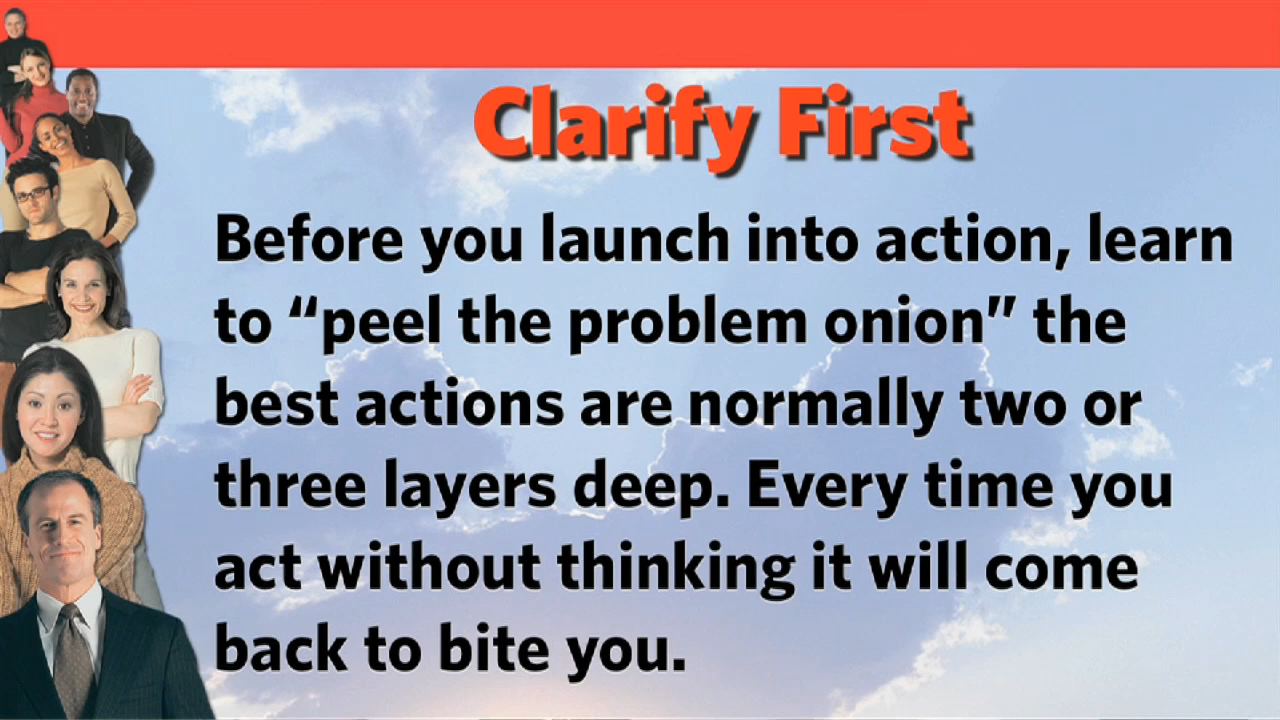 Clarify First
Before you launch into action, learn
to “peel the problem onion” the
best actions are normally two or
three layers deep. Every time you
act without thinking it will come
back to bite you.